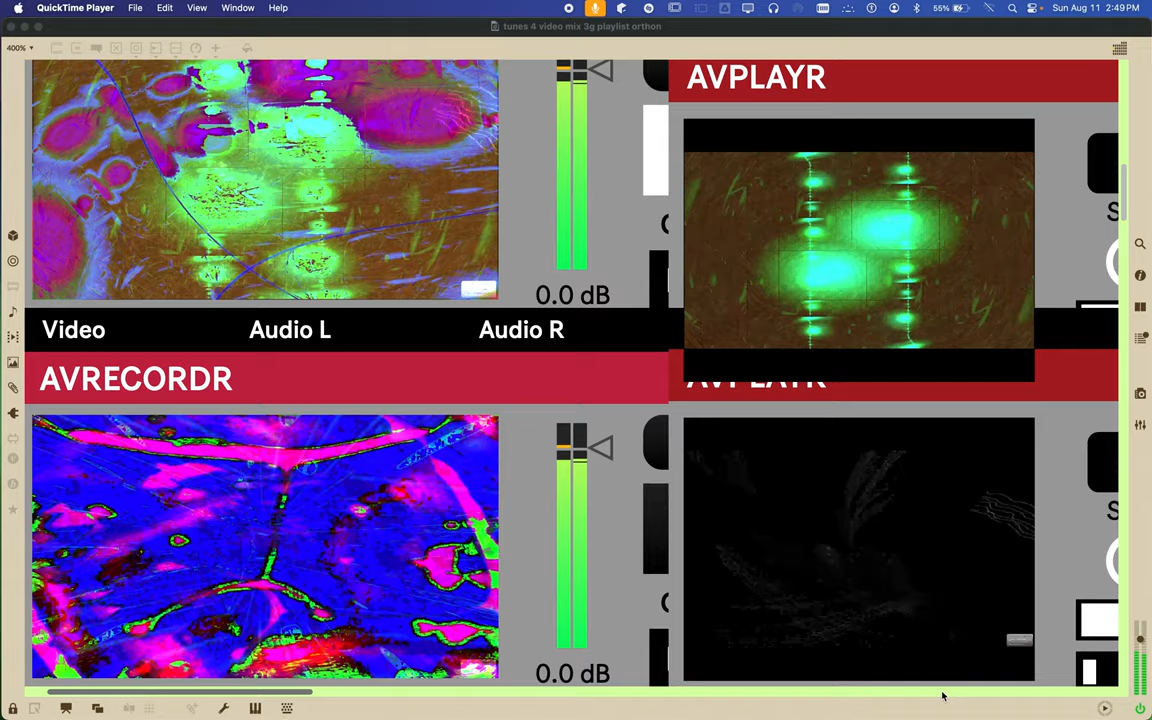 QuickTime Player File Edit View Window Help 55% Sun Aug 11 2:49 PM
tunes 4 video mix 3g playlist orthon
400%
AVPLAYR
0.0 dB
Video Audio L Audio R
AVRECORDR
AVPLAYR
0.0 dB